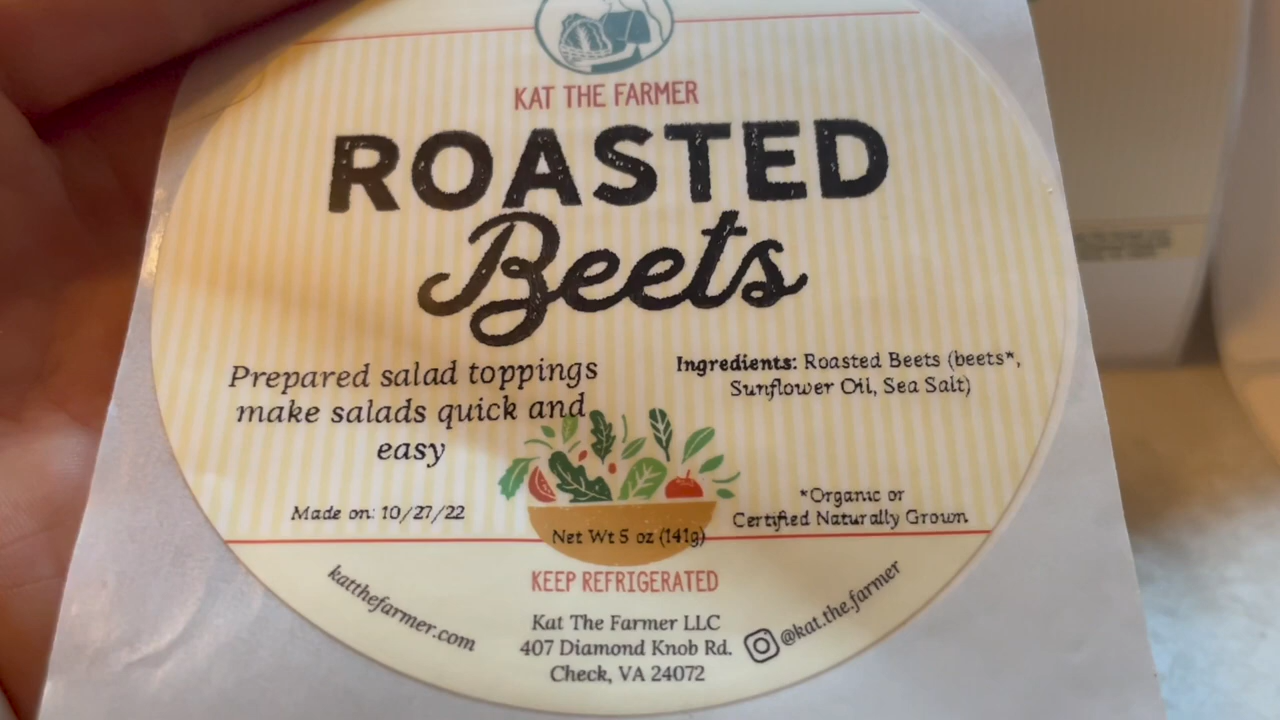 KAT THE FARMER
ROASTED
Beets
Prepared salad toppings
make salads quick and
easy
Ingredients: Roasted Beets (beets*,
Sunflower Oil, Sea Salt)
Made on: 10/27/22
*Organic or
Certified Naturally Grown
Net Wt 5 oz (141g)
KEEP REFRIGERATED
katthefarmer.com
Kat The Farmer LLC
407 Diamond Knob Rd.
Check, VA 24072
@kat.the.farmer